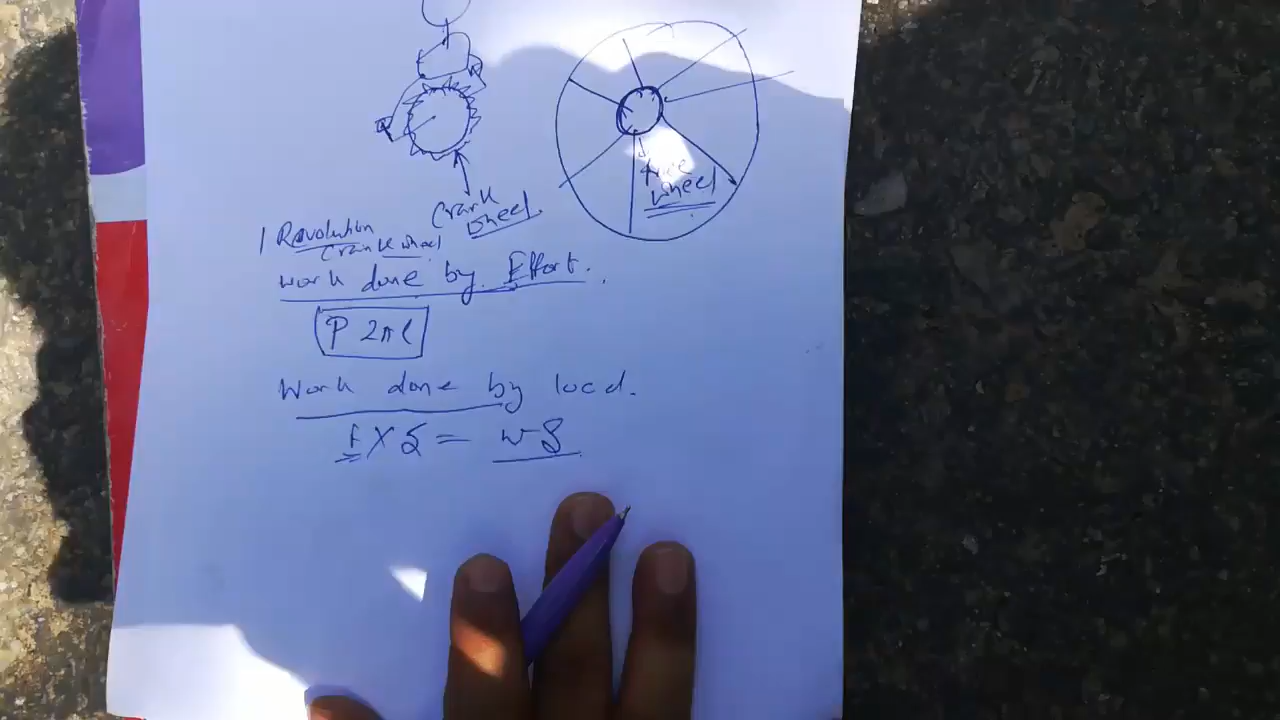 free
wheel
crank
wheel
1 Revolution
crank wheel
work done by Effort.
P 2πl
Work done by load.
f × S = w S